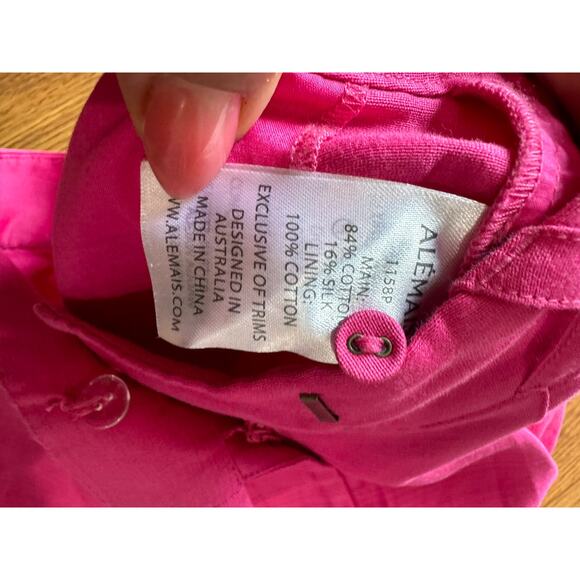 ALÉMAIS
1158P
MAIN:
84% COTTON
16% SILK
LINING:
100% COTTON
EXCLUSIVE OF TRIMS
DESIGNED IN
AUSTRALIA
MADE IN CHINA
WWW.ALEMAIS.COM